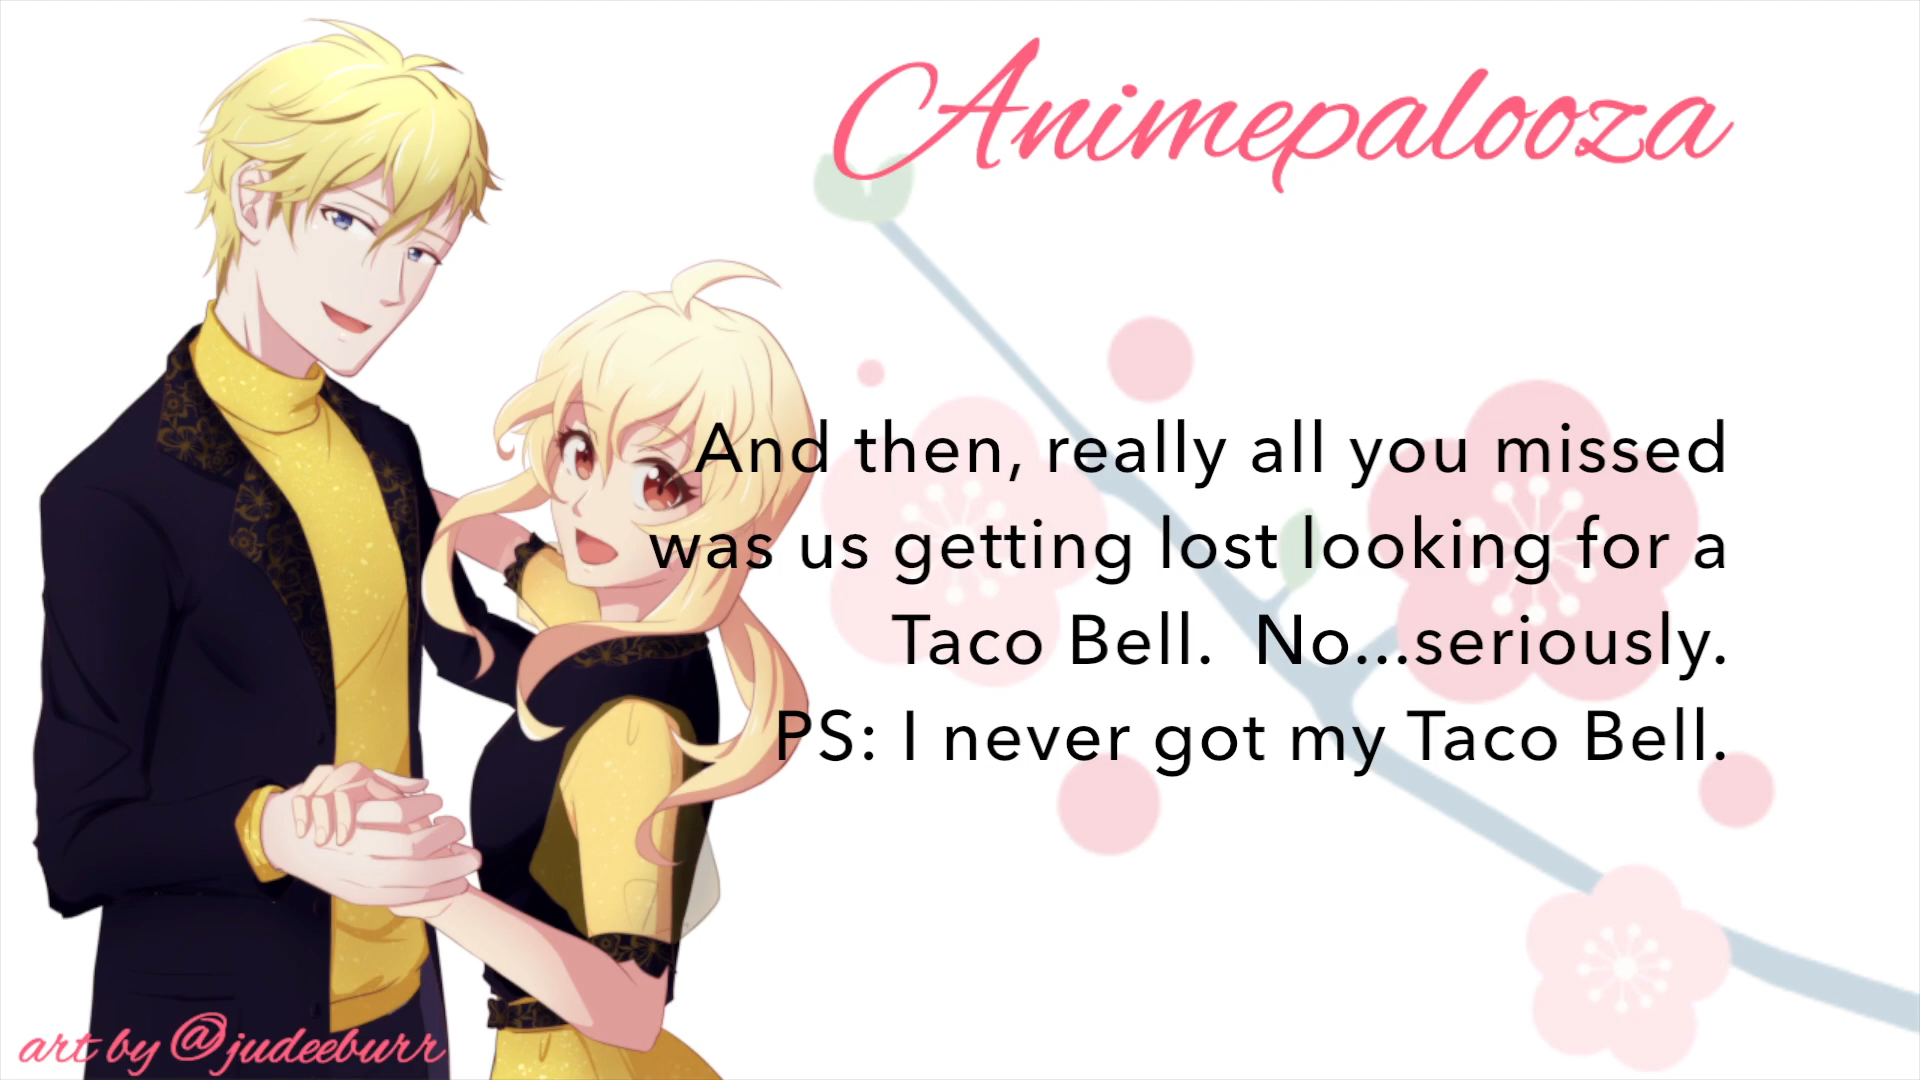 Animepalooza
And then, really all you missed
was us getting lost looking for a
Taco Bell.  No...seriously.
PS: I never got my Taco Bell.
art by @judeeburr